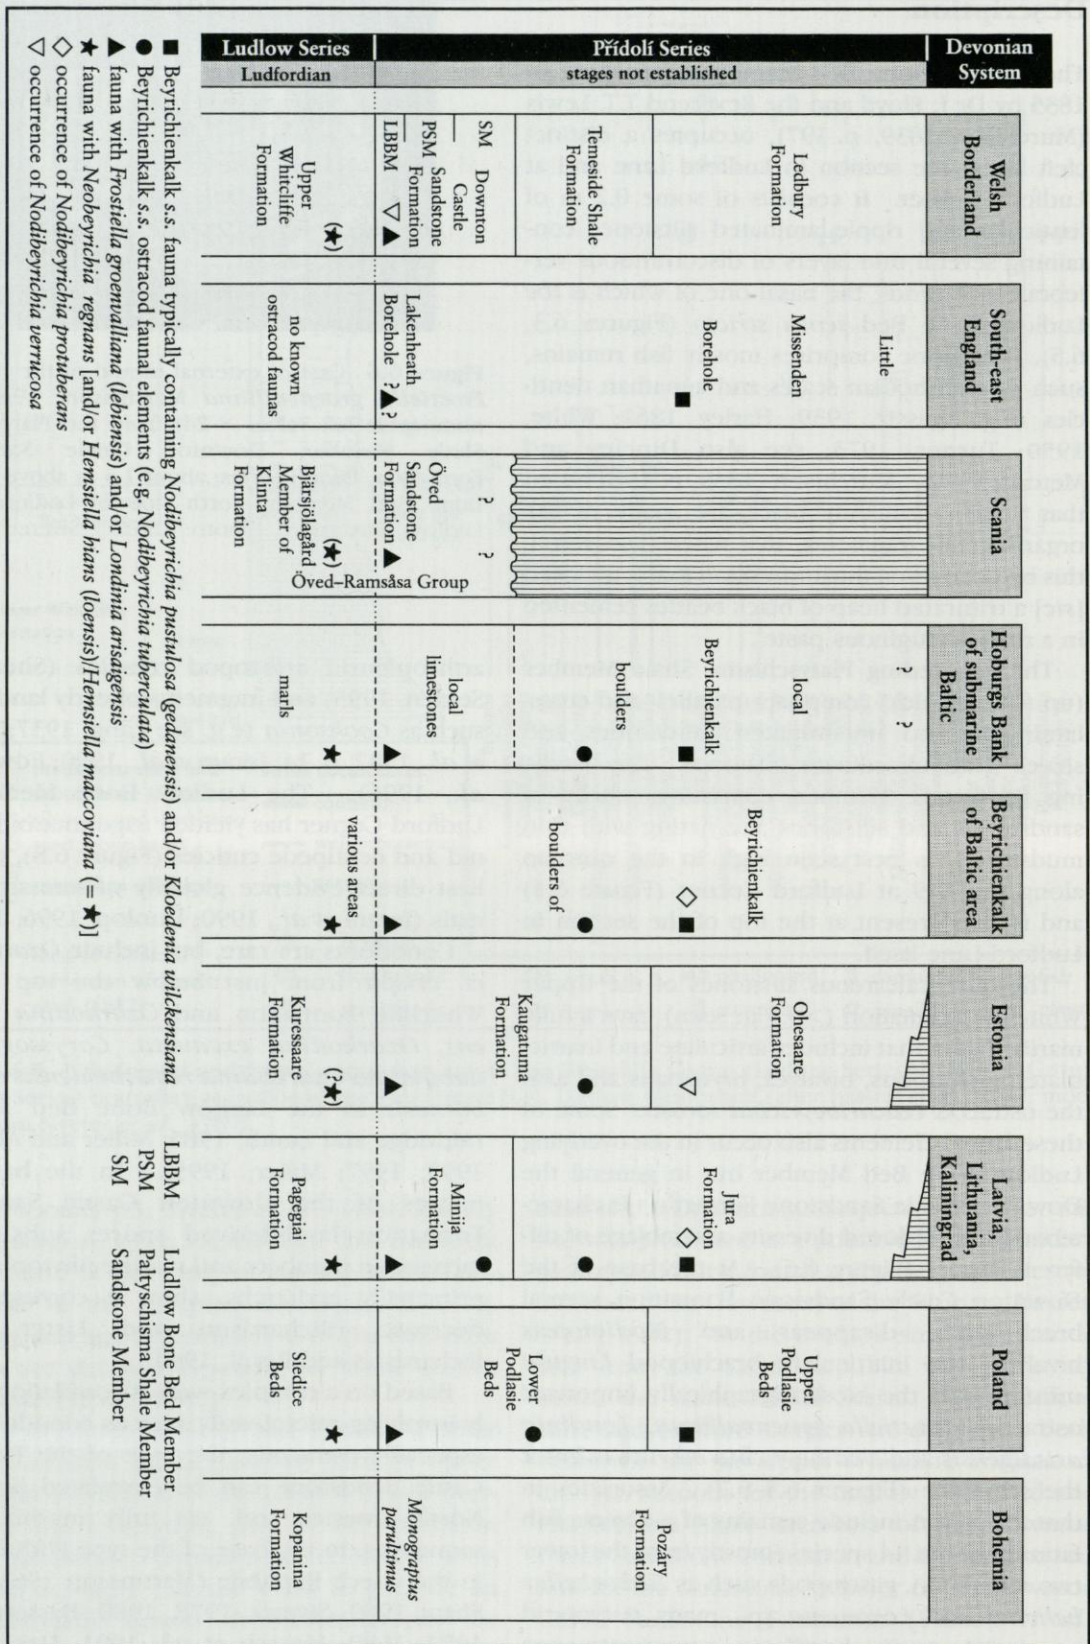 Devonian
System
Přídolí Series
stages not established
Ludlow Series
Ludfordian
Welsh
Borderland
Ledbury
Formation
Temeside Shale
Formation
SM
Downton
Castle
Sandstone
Formation
PSM
LBBM
Upper
Whitcliffe
Formation
(★)
South-east
England
Little
Missenden
Borehole
Lakenheath
Borehole ? ?
no known
ostracod faunas
Scania
? ?
Öved
Sandstone
Formation
Bjärsjölagård
Member of
Klinta
Formation
(★)
Öved–Ramsåsa Group
Hoburgs Bank
of submarine
Baltic
? ?
local
Beyrichienkalk
boulders
local
limestones
marls
Beyrichienkalk
of Baltic area
Beyrichienkalk
boulders of
various areas
Estonia
Ohesaare
Formation
Kaugatuma
Formation
Kuressaare
Formation
(?★)
Latvia,
Lithuania,
Kaliningrad
Jura
Formation
Minija
Formation
Pagegiai
Formation
Poland
Upper
Podlasie
Beds
Lower
Podlasie
Beds
Siedlce
Beds
Bohemia
Pozáry
Formation
Monograptus
parultimus
Kopanina
Formation
■ Beyrichienkalk s.s. fauna typically containing Nodibeyrichia pustulosa (gedanensis) and/or Kloedenia wilckensiana
● Beyrichienkalk s.s. ostracod faunal elements (e.g. Nodibeyrichia tuberculata)
▲ fauna with Frostiella groenvalliana (lebiensis) and/or Londinia arisaigensis
★ fauna with Neobeyrichia regnans [and/or Hemsiella hians (loensis)/Hemsiella maccoyiana (= ★)]
◇ occurrence of Nodibeyrichia protuberans
△ occurrence of Nodibeyrichia verrucosa
LBBM Ludlow Bone Bed Member
PSM Paltyschisma Shale Member
SM Sandstone Member